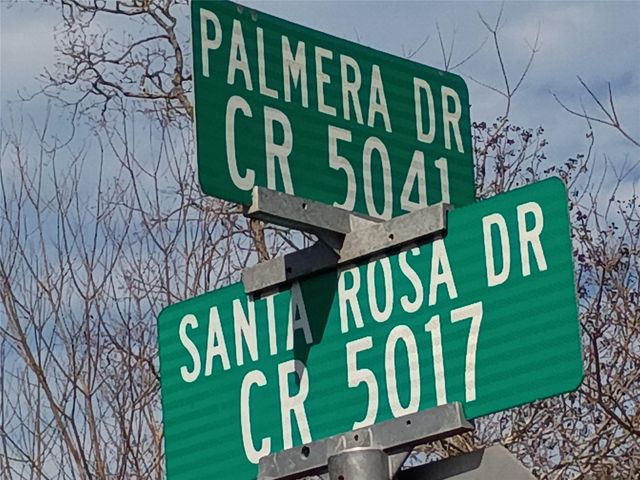 PALMERA DR
CR 5041
SANTA ROSA DR
CR 5017